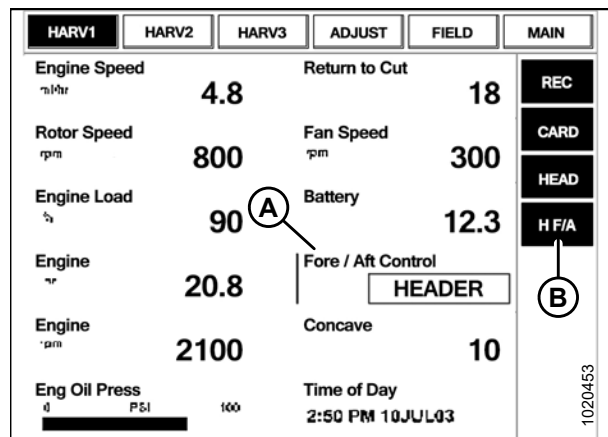 HARV1 HARV2 HARV3 ADJUST FIELD MAIN
Engine Speed Return to Cut REC
4.8 18
Rotor Speed Fan Speed CARD
rpm 800 rpm 300
HEAD
Engine Load A Battery
90 12.3 H F/A
Engine Fore / Aft Control
20.8 HEADER B
Engine Concave
rpm 2100 10
Eng Oil Press Time of Day
0 PSI 100 2:50 PM 10JUL03
1020453